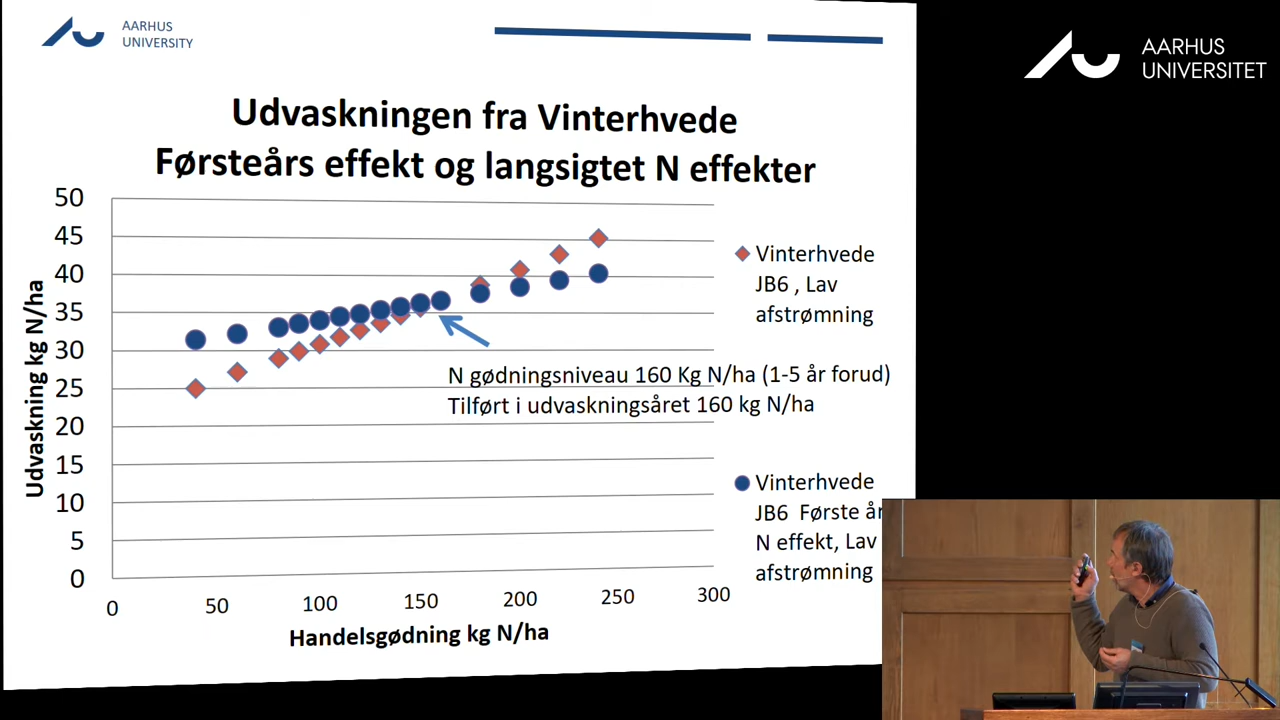 AARHUS
UNIVERSITY
AARHUS
UNIVERSITET
Udvaskningen fra Vinterhvede
Førsteårs effekt og langsigtet N effekter
Udvaskning kg N/ha
50
45
40
35
30
25
20
15
10
5
0
0
50
100
150
200
250
300
Handelsgødning kg N/ha
N gødningsniveau 160 Kg N/ha (1-5 år forud)
Tilført i udvaskningsåret 160 kg N/ha
Vinterhvede
JB6 , Lav
afstrømning
Vinterhvede
JB6 Første år
N effekt, Lav
afstrømning